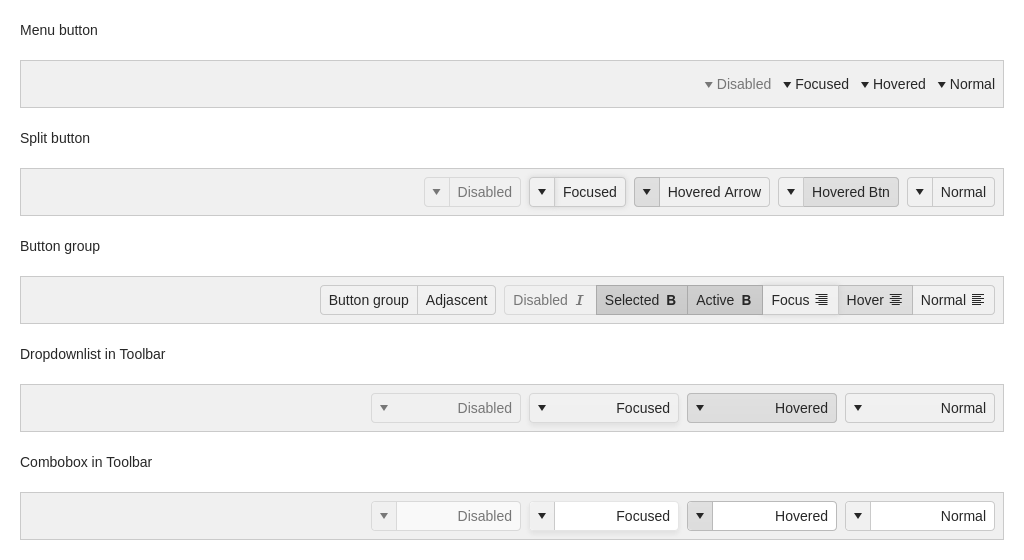 Menu button
Disabled Focused Hovered Normal
Split button
Disabled Focused Hovered Arrow Hovered Btn Normal
Button group
Button group Adjascent Disabled I Selected B Active B Focus Hover Normal
Dropdownlist in Toolbar
Disabled Focused Hovered Normal
Combobox in Toolbar
Disabled Focused Hovered Normal